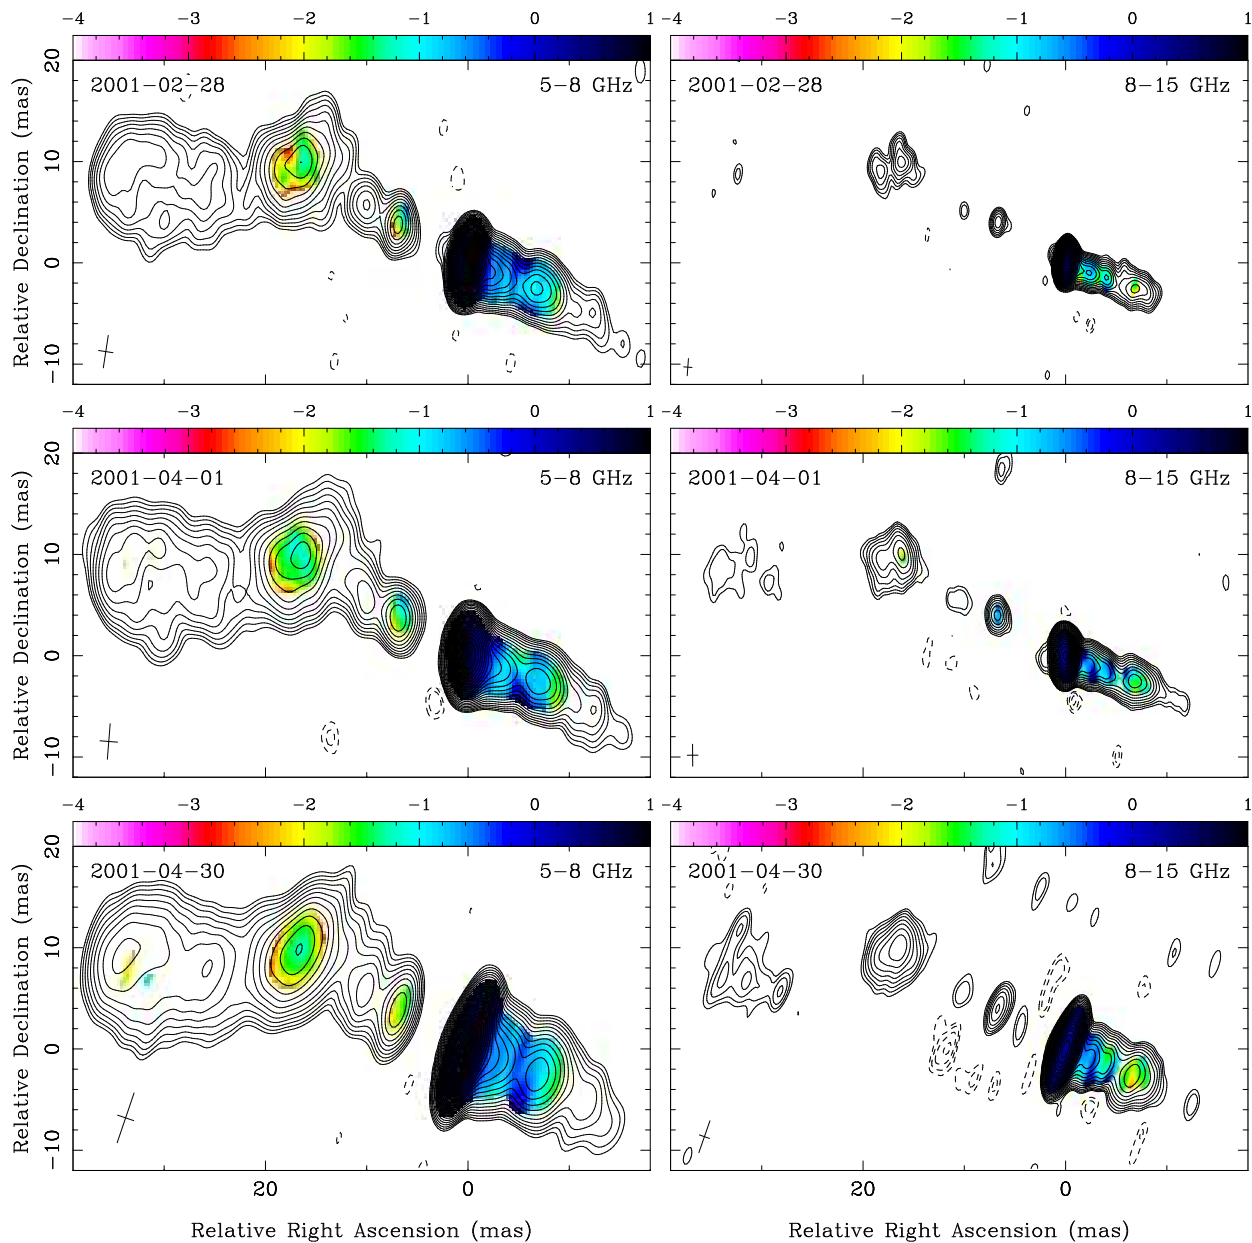 −4 −3 −2 −1 0 1 −4 −3 −2 −1 0 1
20 2001−02−28 5−8 GHz 2001−02−28 8−15 GHz
Relative Declination (mas)
10
0
−10
−4 −3 −2 −1 0 1 −4 −3 −2 −1 0 1
20 2001−04−01 5−8 GHz 2001−04−01 8−15 GHz
Relative Declination (mas)
10
0
−10
−4 −3 −2 −1 0 1 −4 −3 −2 −1 0 1
20 2001−04−30 5−8 GHz 2001−04−30 8−15 GHz
Relative Declination (mas)
10
0
−10
20 0 20 0
Relative Right Ascension (mas) Relative Right Ascension (mas)